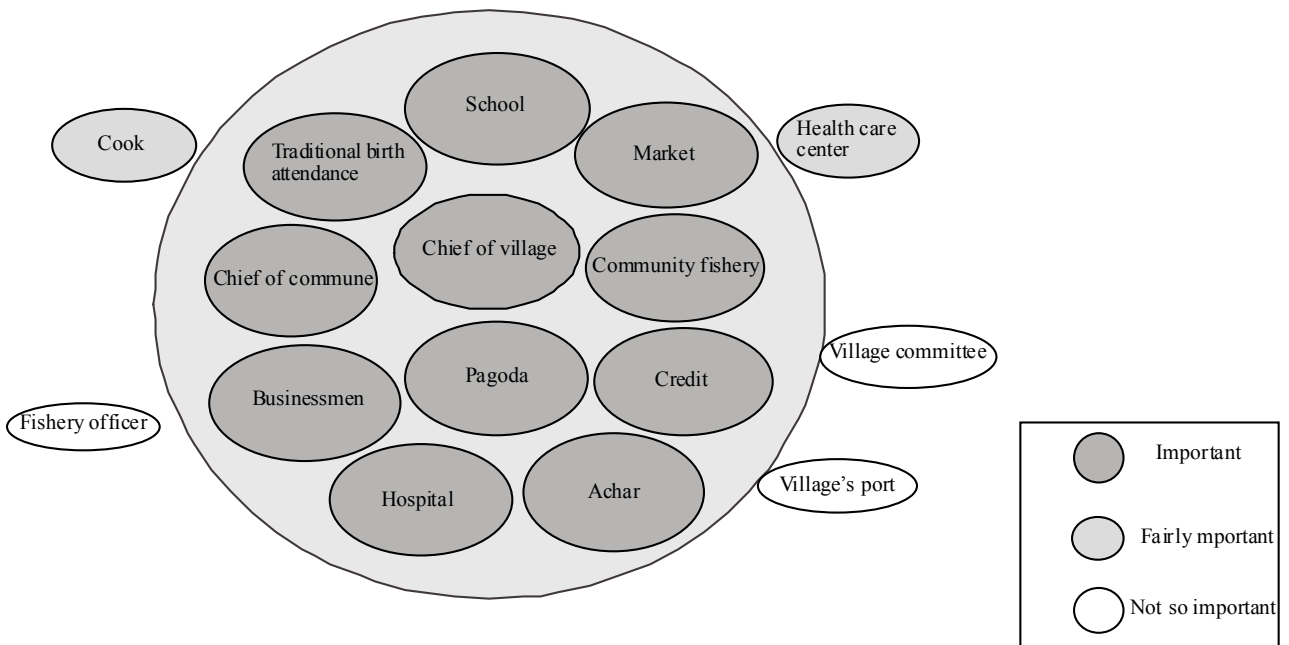 School
Cook
Traditional birth
attendance
Market
Health care
center
Chief of village
Chief of commune
Community fishery
Village committee
Pagoda
Credit
Businessmen
Fishery officer
Hospital
Achar
Village’s port
Important
Fairly mportant
Not so important